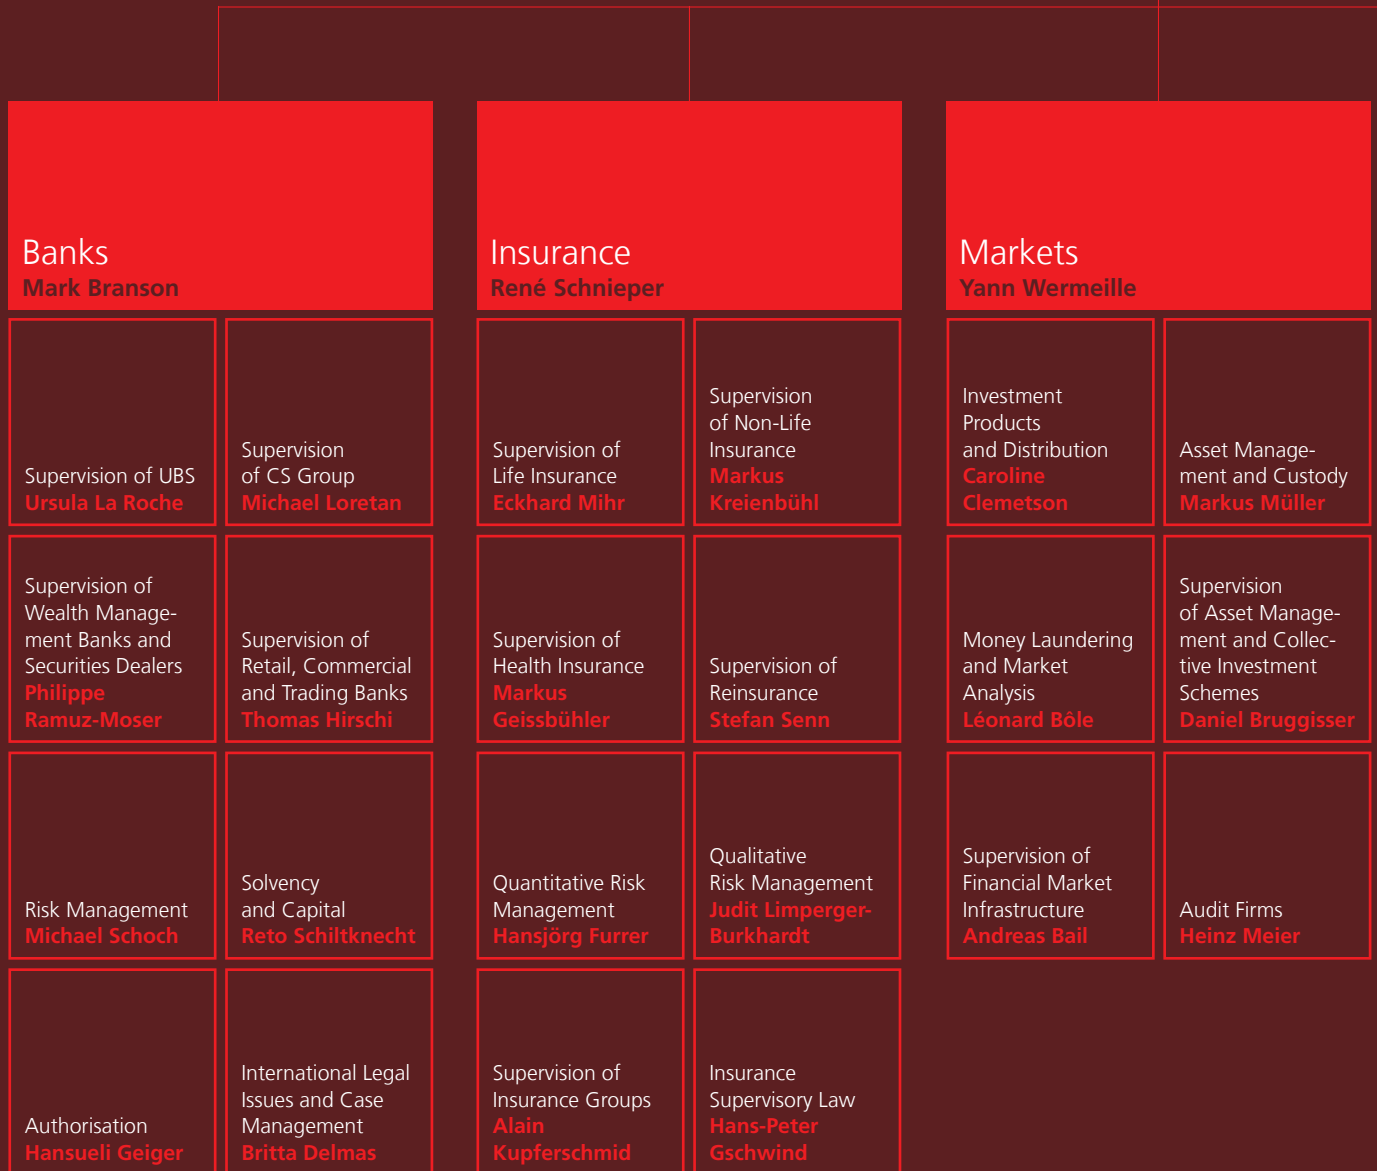 Banks
Mark Branson
Supervision of UBS
Ursula La Roche
Supervision
of CS Group
Michael Loretan
Supervision of
Wealth Manage-
ment Banks and
Securities Dealers
Philippe
Ramuz-Moser
Supervision of
Retail, Commercial
and Trading Banks
Thomas Hirschi
Risk Management
Michael Schoch
Solvency
and Capital
Reto Schiltknecht
Authorisation
Hansueli Geiger
International Legal
Issues and Case
Management
Britta Delmas
Insurance
René Schnieper
Supervision of
Life Insurance
Eckhard Mihr
Supervision
of Non-Life
Insurance
Markus
Kreienbühl
Supervision of
Health Insurance
Markus
Geissbühler
Supervision of
Reinsurance
Stefan Senn
Quantitative Risk
Management
Hansjörg Furrer
Qualitative
Risk Management
Judit Limperger-
Burkhardt
Supervision of
Insurance Groups
Alain
Kupferschmid
Insurance
Supervisory Law
Hans-Peter
Gschwind
Markets
Yann Wermeille
Investment
Products
and Distribution
Caroline
Clemetson
Asset Manage-
ment and Custody
Markus Müller
Money Laundering
and Market
Analysis
Léonard Bôle
Supervision
of Asset Manage-
ment and Collec-
tive Investment
Schemes
Daniel Bruggisser
Supervision of
Financial Market
Infrastructure
Andreas Bail
Audit Firms
Heinz Meier